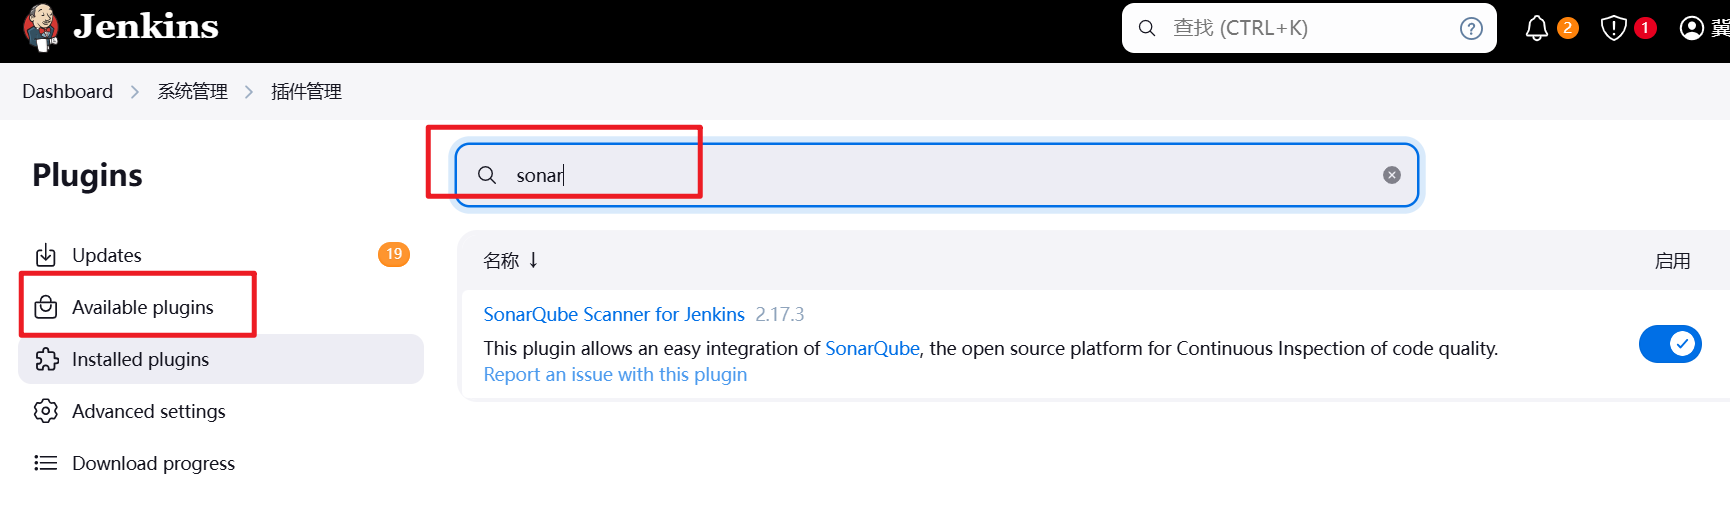 Jenkins
查找 (CTRL+K)
2
1
冀
Dashboard
系统管理
插件管理
Plugins
sonar
Updates
19
Available plugins
Installed plugins
Advanced settings
Download progress
名称 ↓
启用
SonarQube Scanner for Jenkins 2.17.3
This plugin allows an easy integration of SonarQube, the open source platform for Continuous Inspection of code quality.
Report an issue with this plugin